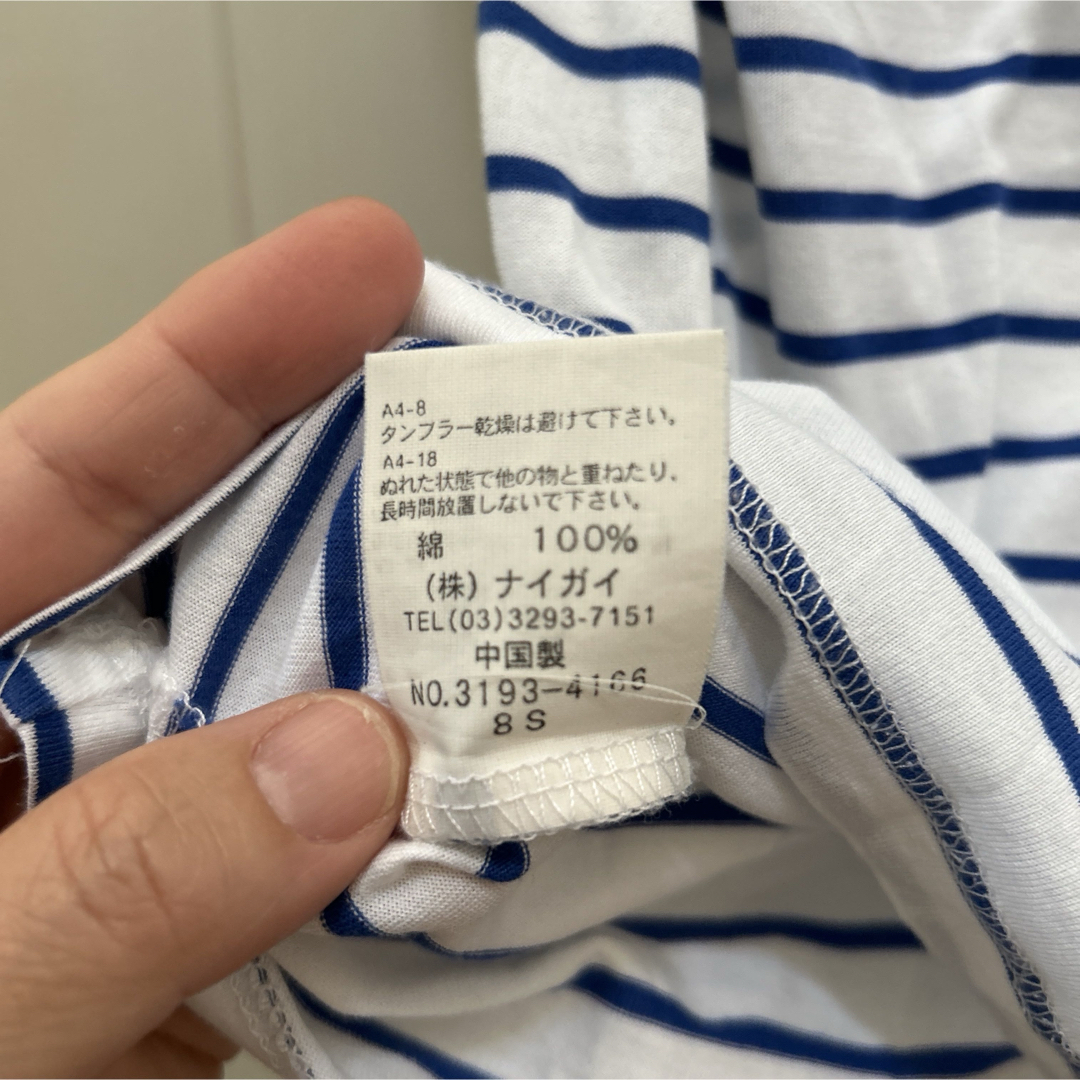 A4-8
タンブラー乾燥は避けて下さい。
A4-18
ぬれた状態で他の物と重ねたり、
長時間放置しないで下さい。
綿 100%
(株) ナイガイ
TEL(03)3293-7151
中国製
NO.3193-4166
8S